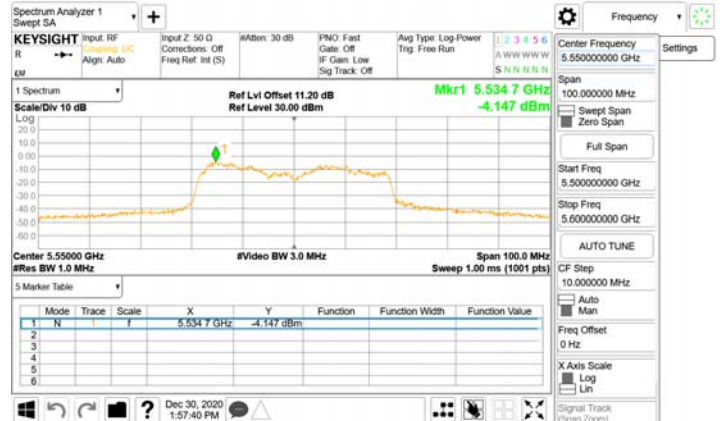 Spectrum Analyzer 1
Swept SA
+
Frequency
KEYSIGHT
R
LXI
Input: RF
Coupling: DC
Align: Auto
Input Z: 50 Ω
Corrections: Off
Freq Ref: Int (S)
#Atten: 30 dB
PNO: Fast
Gate: Off
IF Gain: Low
Sig Track: Off
Avg Type: Log-Power
Trig: Free Run
1 2 3 4 5 6
A WW WW W
S N N N N N
Center Frequency
5.550000000 GHz
Settings
Span
100.000000 MHz
Swept Span
Zero Span
Full Span
Start Freq
5.500000000 GHz
Stop Freq
5.600000000 GHz
AUTO TUNE
CF Step
10.000000 MHz
Auto
Man
Freq Offset
0 Hz
X Axis Scale
Log
Lin
Signal Track
(Span Zoom)
1 Spectrum
Scale/Div 10 dB
Ref Lvl Offset 11.20 dB
Ref Level 30.00 dBm
Mkr1 5.534 7 GHz
-4.147 dBm
Log
20.0
10.0
0.00
-10.0
-20.0
-30.0
-40.0
-50.0
-60.0
1
Center 5.55000 GHz
#Res BW 1.0 MHz
#Video BW 3.0 MHz
Span 100.0 MHz
Sweep 1.00 ms (1001 pts)
5 Marker Table
Mode Trace Scale X Y Function Function Width Function Value
1 N 1 f 5.534 7 GHz -4.147 dBm
2
3
4
5
6
?
Dec 30, 2020
1:57:40 PM